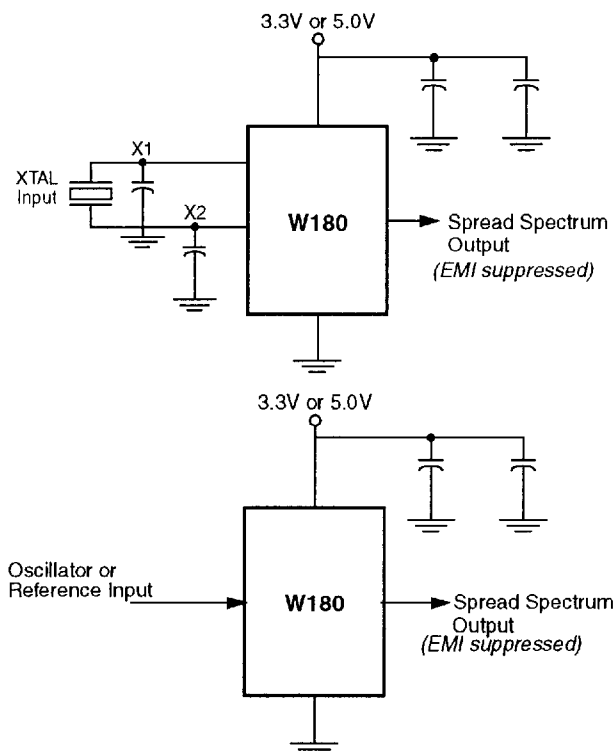 3.3V or 5.0V
X1
XTAL
Input
X2
W180
Spread Spectrum
Output
(EMI suppressed)
3.3V or 5.0V
Oscillator or
Reference Input
W180
Spread Spectrum
Output
(EMI suppressed)